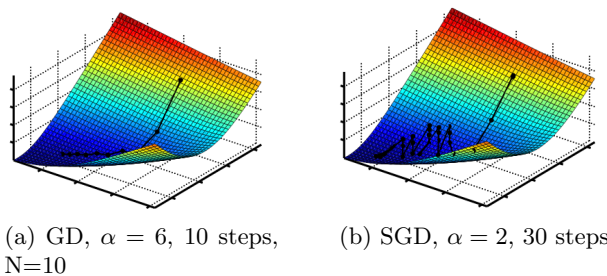 (a) GD, α = 6, 10 steps,
N=10
(b) SGD, α = 2, 30 steps